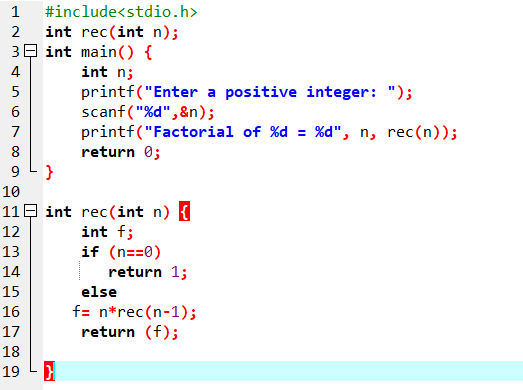 1 #include<stdio.h>
2 int rec(int n);
3 int main() {
4 int n;
5 printf("Enter a positive integer: ");
6 scanf("%d",&n);
7 printf("Factorial of %d = %d", n, rec(n));
8 return 0;
9 }
10
11 int rec(int n) {
12 int f;
13 if (n==0)
14 return 1;
15 else
16 f= n*rec(n-1);
17 return (f);
18
19 }